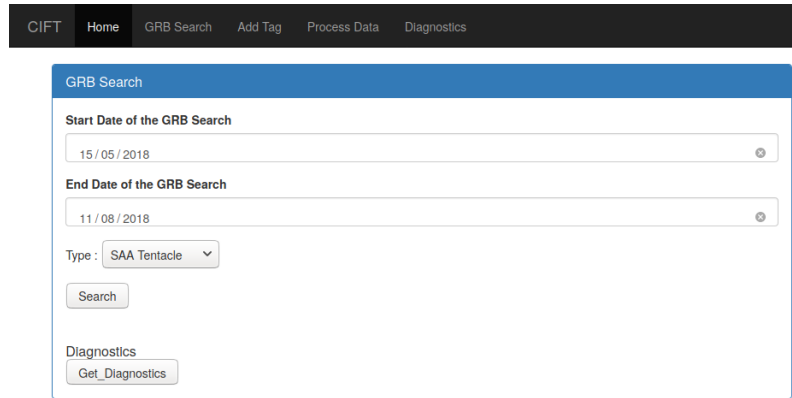 CIFT Home GRB Search Add Tag Process Data Diagnostics
GRB Search
Start Date of the GRB Search
15/05/2018
End Date of the GRB Search
11/08/2018
Type : SAA Tentacle
Search
Diagnostics
Get_Diagnostics